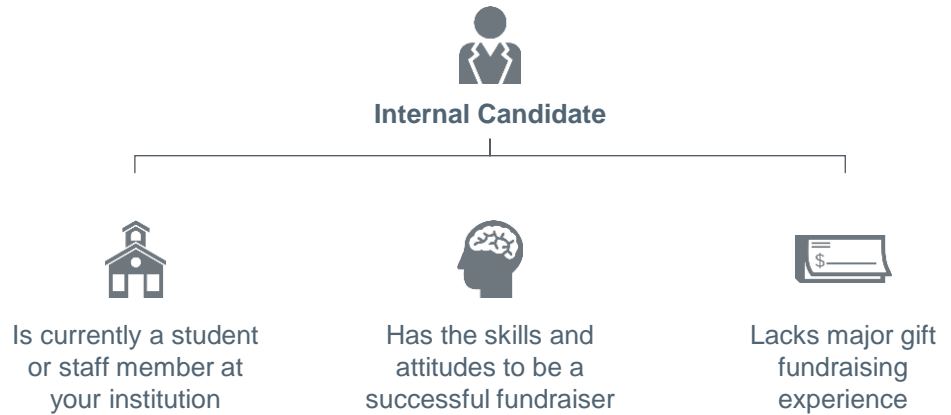 Internal Candidate
$
Is currently a student
or staff member at
your institution
Has the skills and
attitudes to be a
successful fundraiser
Lacks major gift
fundraising
experience